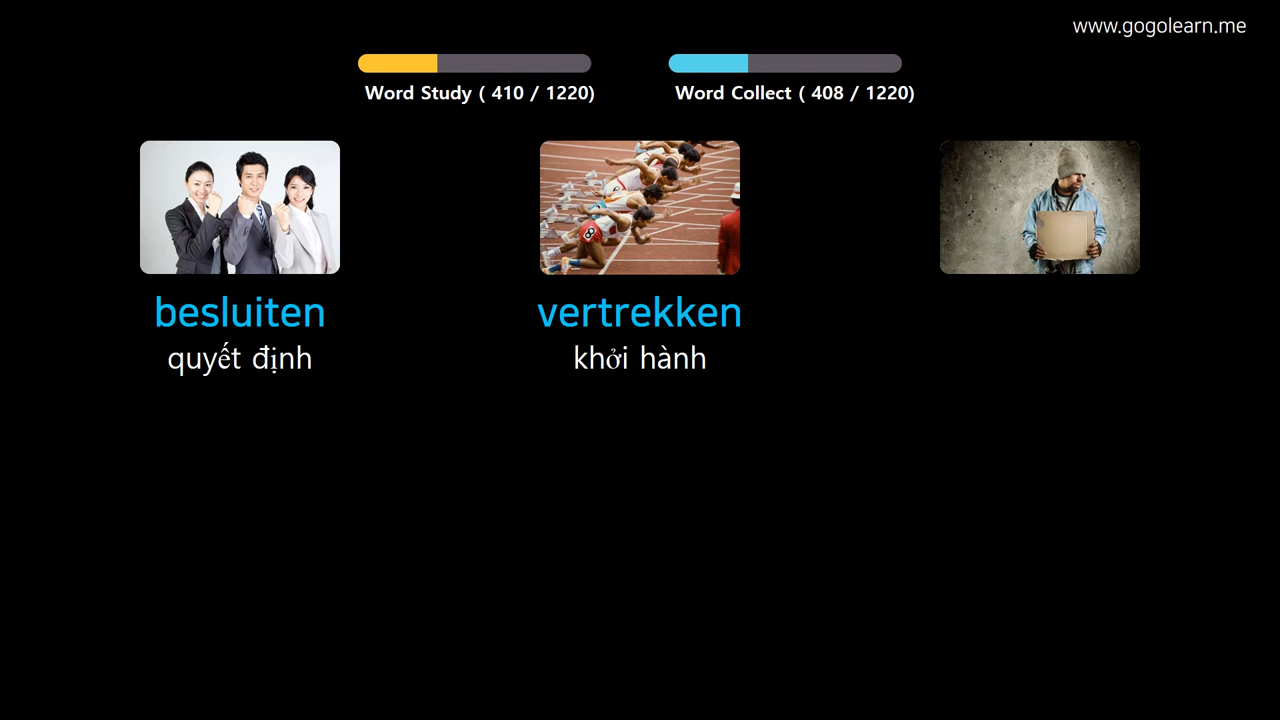 www.gogolearn.me
Word Study ( 410 / 1220)
Word Collect ( 408 / 1220)
besluiten
quyết định
vertrekken
khởi hành